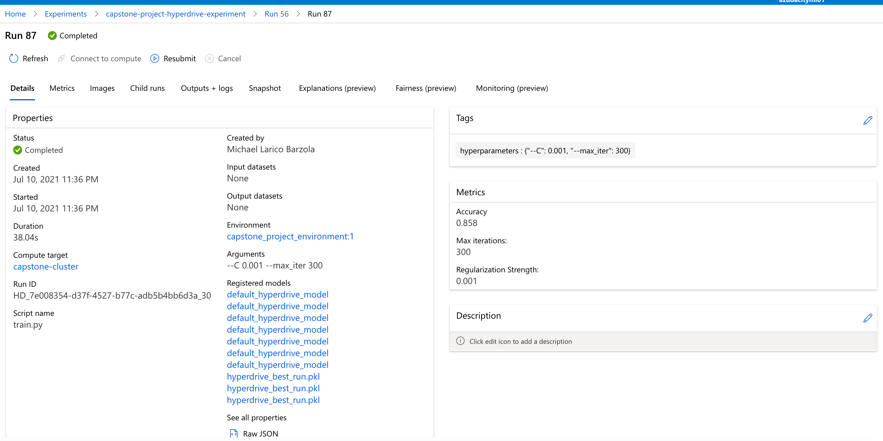 Home > Experiments > capstone-project-hyperdrive-experiment > Run 56 > Run 87
Run 87 Completed
Refresh Connect to compute Resubmit Cancel
Details Metrics Images Child runs Outputs + logs Snapshot Explanations (preview) Fairness (preview) Monitoring (preview)
Properties
Status
Completed
Created
Jul 10, 2021 11:36 PM
Started
Jul 10, 2021 11:36 PM
Duration
38.04s
Compute target
capstone-cluster
Run ID
HD_7e008354-d37f-4527-b77c-adb5b4bb6d3a_30
Script name
train.py
Created by
Michael Larico Barzola
Input datasets
None
Output datasets
None
Environment
capstone_project_environment:1
Arguments
--C 0.001 --max_iter 300
Registered models
default_hyperdrive_model
default_hyperdrive_model
default_hyperdrive_model
default_hyperdrive_model
default_hyperdrive_model
default_hyperdrive_model
default_hyperdrive_model
hyperdrive_best_run.pkl
hyperdrive_best_run.pkl
hyperdrive_best_run.pkl
See all properties
Raw JSON
Tags
hyperparameters : {"--C": 0.001, "--max_iter": 300}
Metrics
Accuracy
0.858
Max iterations:
300
Regularization Strength:
0.001
Description
Click edit icon to add a description